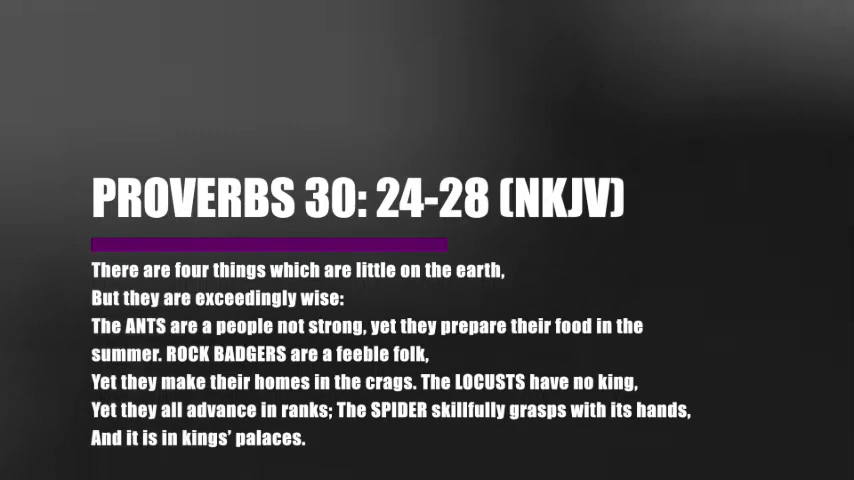 PROVERBS 30: 24-28 (NKJV)
There are four things which are little on the earth,
But they are exceedingly wise:
The ANTS are a people not strong, yet they prepare their food in the
summer. ROCK BADGERS are a feeble folk,
Yet they make their homes in the crags. The LOCUSTS have no king,
Yet they all advance in ranks; The SPIDER skillfully grasps with its hands,
And it is in kings’ palaces.